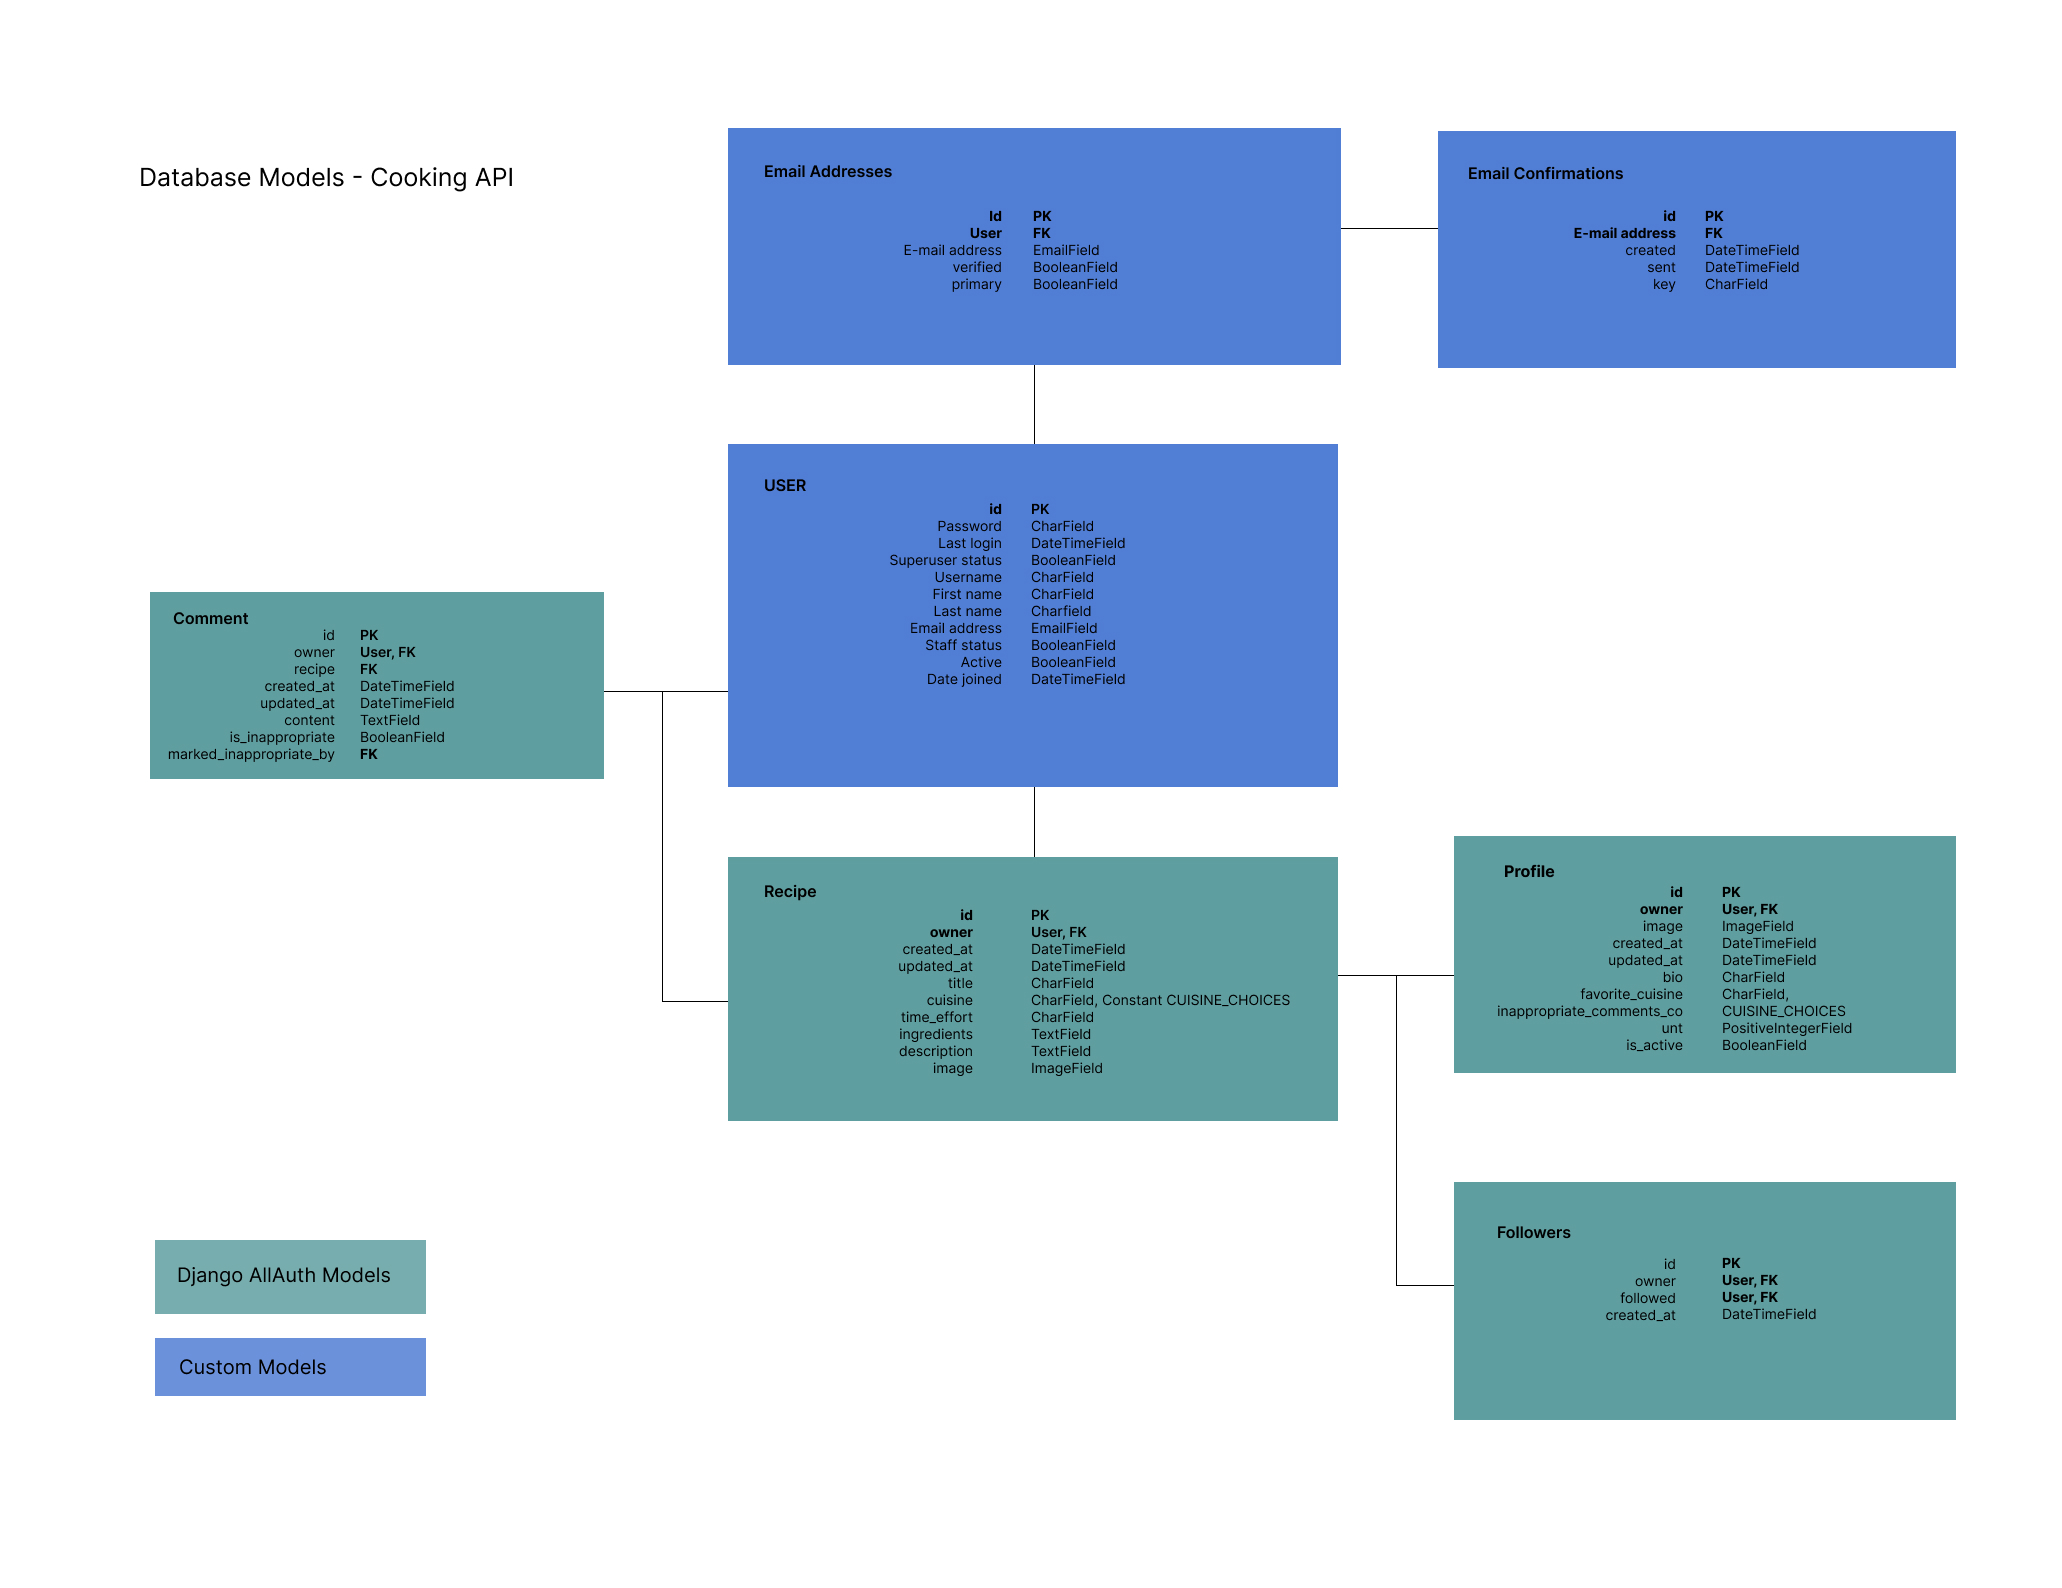 Database Models - Cooking API
Email Addresses
Id PK
User FK
E-mail address EmailField
verified BooleanField
primary BooleanField
Email Confirmations
id PK
E-mail address FK
created DateTimeField
sent DateTimeField
key CharField
USER
id PK
Password CharField
Last login DateTimeField
Superuser status BooleanField
Username CharField
First name CharField
Last name Charfield
Email address EmailField
Staff status BooleanField
Active BooleanField
Date joined DateTimeField
Comment
id PK
owner User, FK
recipe FK
created_at DateTimeField
updated_at DateTimeField
content TextField
is_inappropriate BooleanField
marked_inappropriate_by FK
Recipe
id PK
owner User, FK
created_at DateTimeField
updated_at DateTimeField
title CharField
cuisine CharField, Constant CUISINE_CHOICES
time_effort CharField
ingredients TextField
description TextField
image ImageField
Profile
id PK
owner User, FK
image ImageField
created_at DateTimeField
updated_at DateTimeField
bio CharField
favorite_cuisine CharField,
inappropriate_comments_co CUISINE_CHOICES
unt PositiveIntegerField
is_active BooleanField
Followers
id PK
owner User, FK
followed User, FK
created_at DateTimeField
Django AllAuth Models
Custom Models